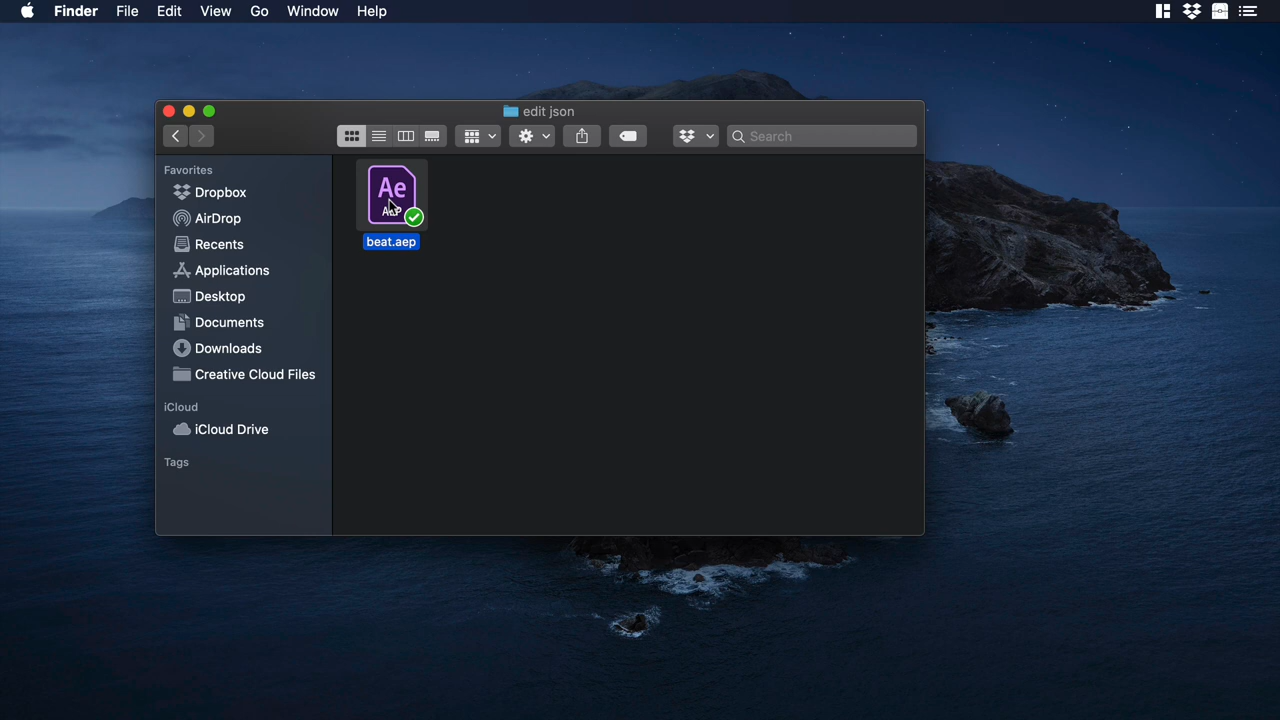 Finder File Edit View Go Window Help
edit json
Search
Favorites
Dropbox
AirDrop
Recents
Applications
Desktop
Documents
Downloads
Creative Cloud Files
iCloud
iCloud Drive
Tags
Ae
AEP
beat.aep